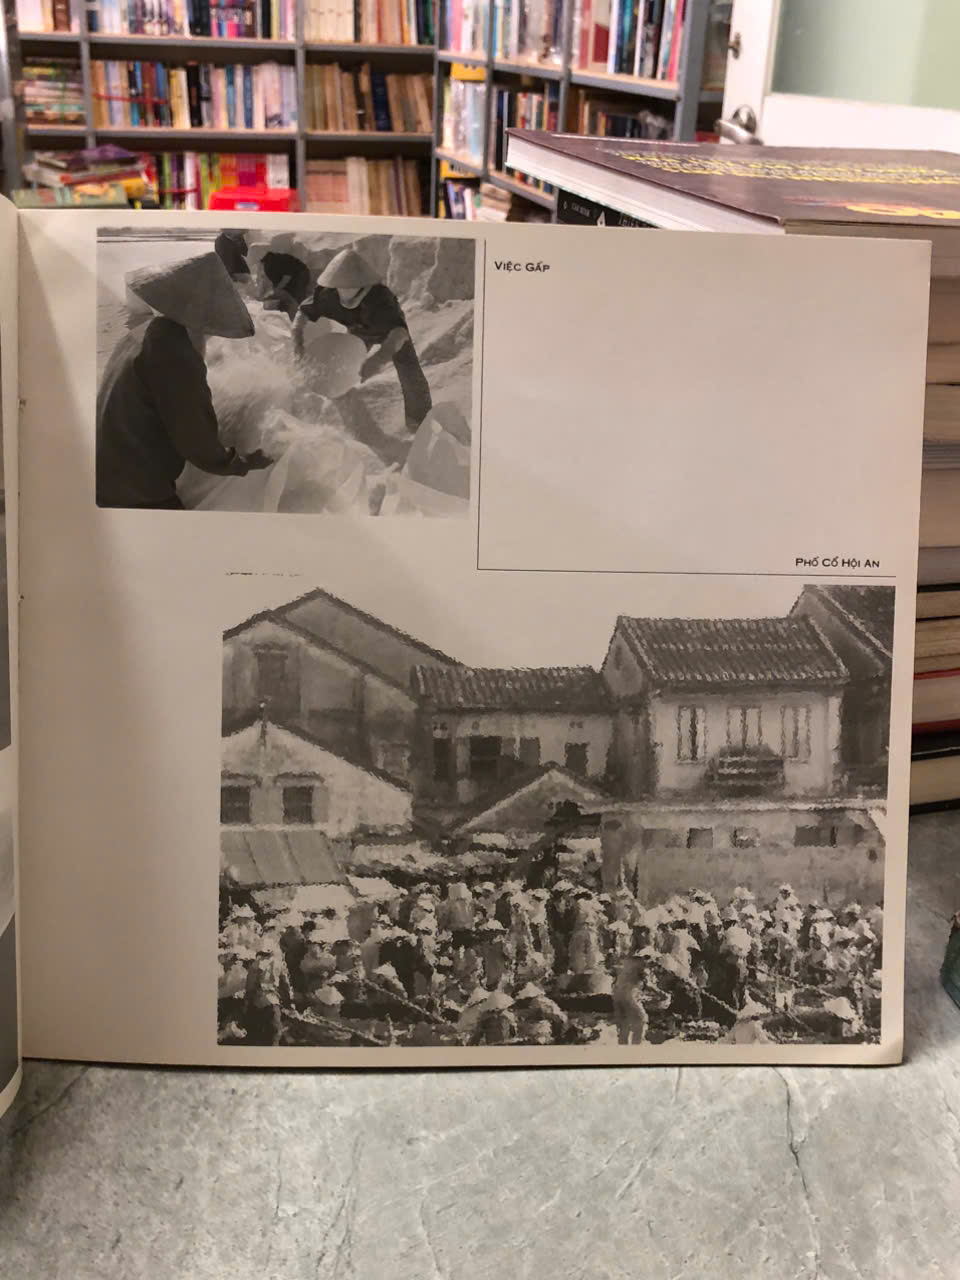 VIỆC GẤP
PHỐ CỔ HỘI AN